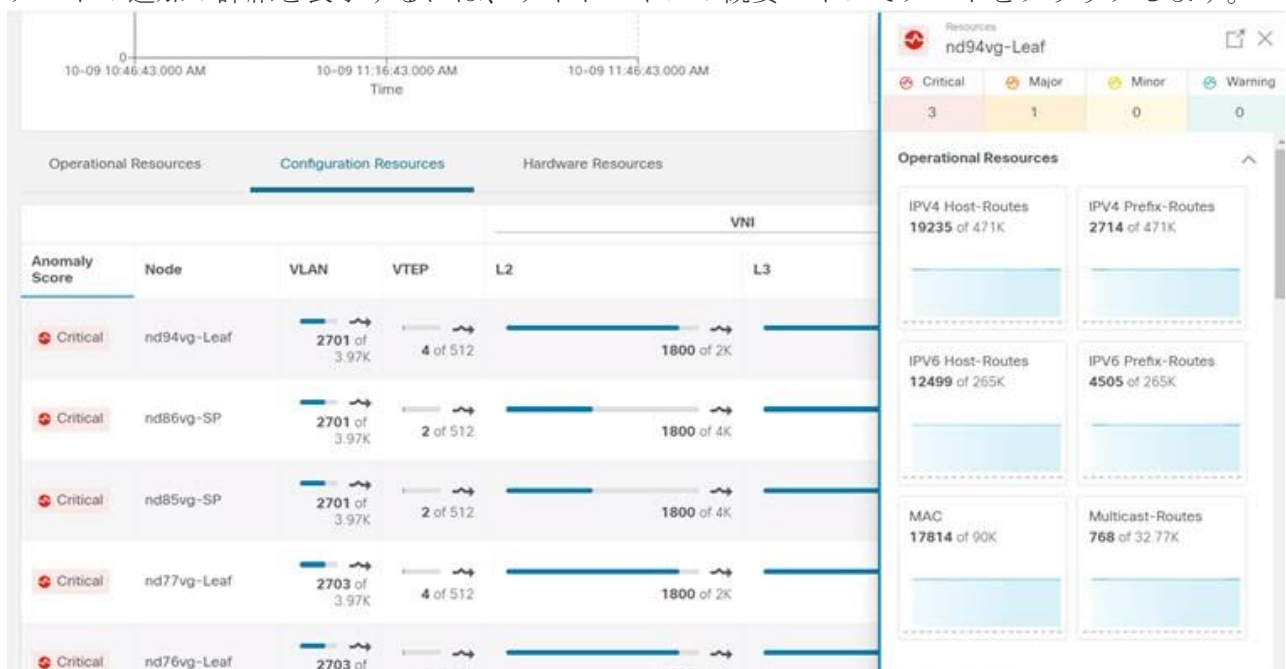 0
10-09 10:46:43.000 AM 10-09 11:16:43.000 AM 10-09 11:46:43.000 AM
Time
Operational Resources Configuration Resources Hardware Resources
VNI
Anomaly Score Node VLAN VTEP L2 L3
Critical nd94vg-Leaf 2701 of 3.97K 4 of 512 1800 of 2K
Critical nd86vg-SP 2701 of 3.97K 2 of 512 1800 of 4K
Critical nd85vg-SP 2701 of 3.97K 2 of 512 1800 of 4K
Critical nd77vg-Leaf 2703 of 3.97K 4 of 512 1800 of 2K
Critical nd76vg-Leaf 2703 of
Resources
nd94vg-Leaf
Critical Major Minor Warning
3 1 0 0
Operational Resources
IPV4 Host-Routes IPV4 Prefix-Routes
19235 of 471K 2714 of 471K
IPV6 Host-Routes IPV6 Prefix-Routes
12499 of 265K 4505 of 265K
MAC Multicast-Routes
17814 of 90K 768 of 32.77K